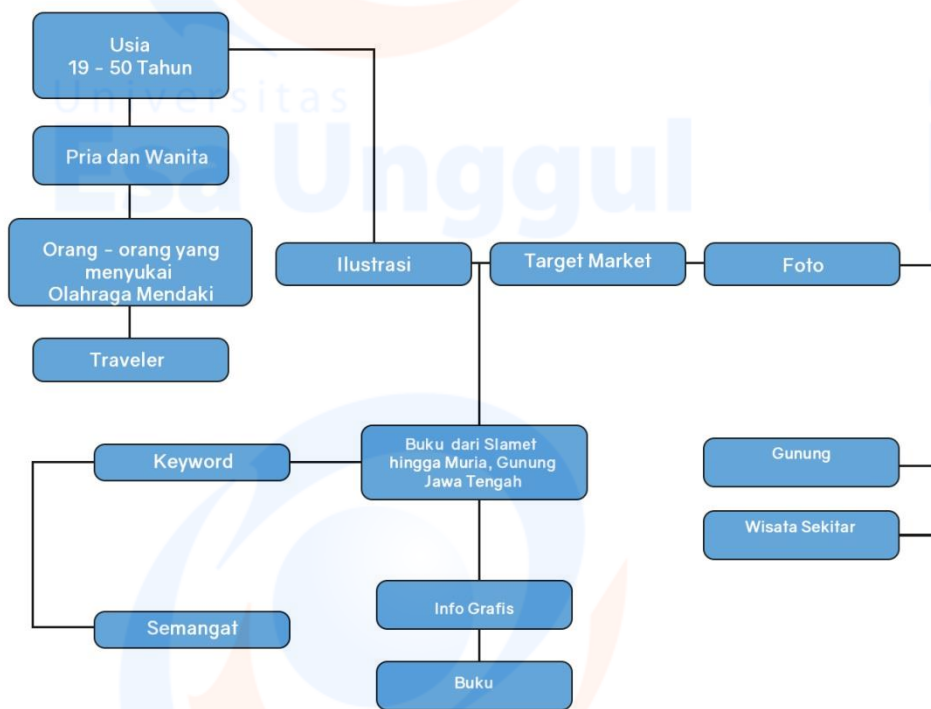 Usia
19 - 50 Tahun
Universitas
Esa Unggul
Pria dan Wanita
Orang - orang yang
menyukai
Olahraga Mendaki
Traveler
Ilustrasi
Target Market
Foto
Keyword
Buku dari Slamet
hingga Muria, Gunung
Jawa Tengah
Gunung
Wisata Sekitar
Semangat
Info Grafis
Buku